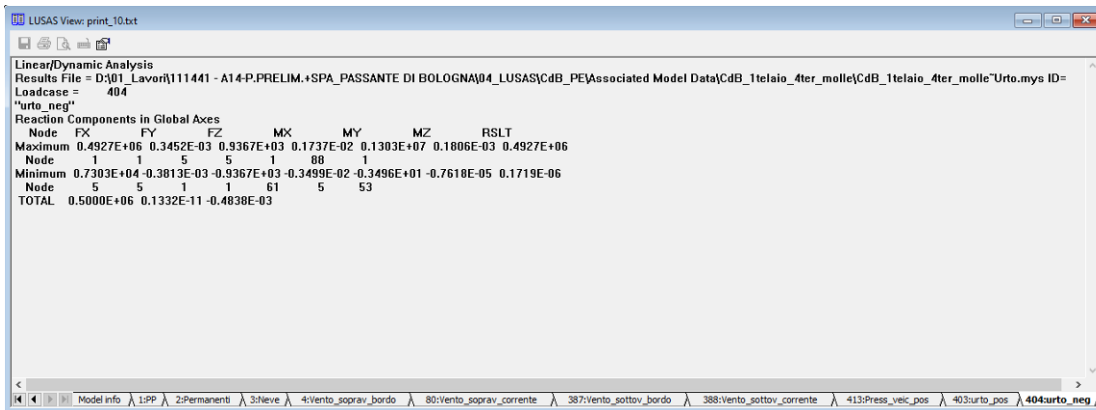 LUSAS View: print_10.txt
Linear/Dynamic Analysis
Results File = D:\01_Lavori\111441 - A14-P.PRELIM.+SPA_PASSANTE DI BOLOGNA\04_LUSAS\CdB_PE\Associated Model Data\CdB_1telaio_4ter_molle\CdB_1telaio_4ter_molle~Urto.mys ID=
Loadcase = 404
"urto_neg"
Reaction Components in Global Axes
Node FX FY FZ MX MY MZ RSLT
Maximum 0.4927E+06 0.3452E-03 0.9367E+03 0.1737E-02 0.1303E+07 0.1806E-03 0.4927E+06
Node 1 1 5 5 1 88 1
Minimum 0.7303E+04 -0.3813E-03 -0.9367E+03 -0.3499E-02 -0.3496E+01 -0.7618E-05 0.1719E-06
Node 5 5 1 1 61 5 53
TOTAL 0.5000E+06 0.1332E-11 -0.4838E-03
Model info 1:PP 2:Permanenti 3:Neve 4:Vento_soprav_bordo 80:Vento_soprav_corrente 387:Vento_sottov_bordo 388:Vento_sottov_corrente 413:Press_veic_pos 403:urto_pos 404:urto_neg